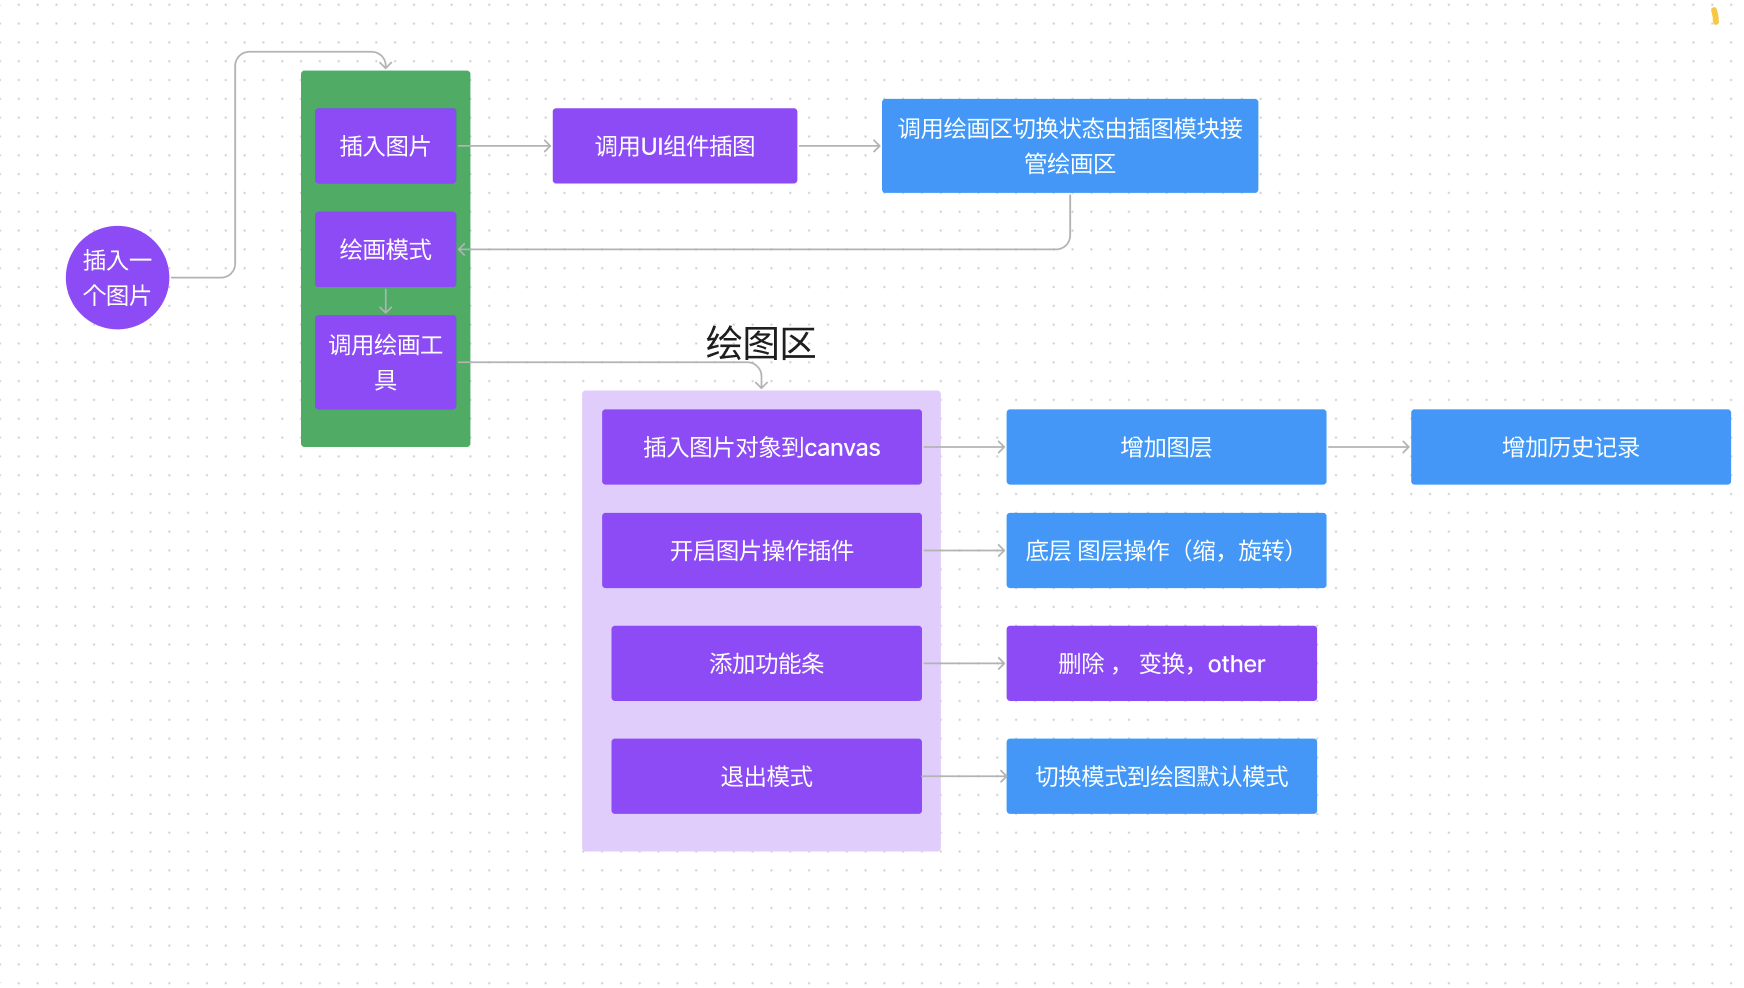 插入一
个图片
插入图片
调用UI组件插图
调用绘画区切换状态由插图模块接
管绘画区
绘画模式
调用绘画工
具
绘图区
插入图片对象到canvas
增加图层
增加历史记录
开启图片操作插件
底层 图层操作（缩，旋转）
添加功能条
删除 ， 变换，other
退出模式
切换模式到绘图默认模式